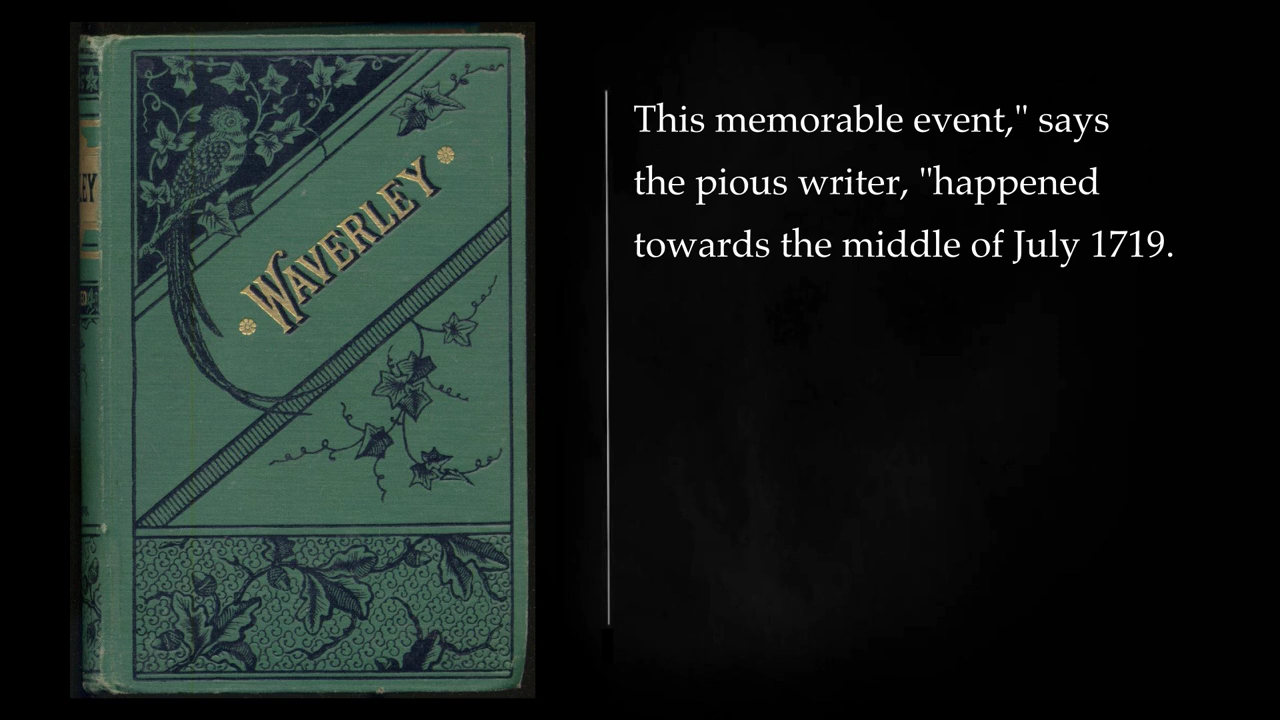 WAVERLEY
This memorable event," says
the pious writer, "happened
towards the middle of July 1719.